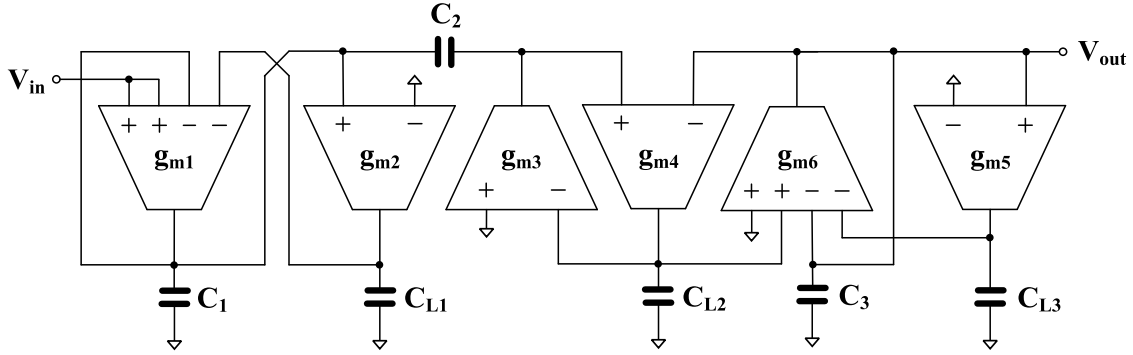 C2
Vin
Vout
+ + − −
gm1
+ −
gm2
gm3
+ −
+ −
gm4
gm6
+ + − −
− +
gm5
C1
CL1
CL2
C3
CL3